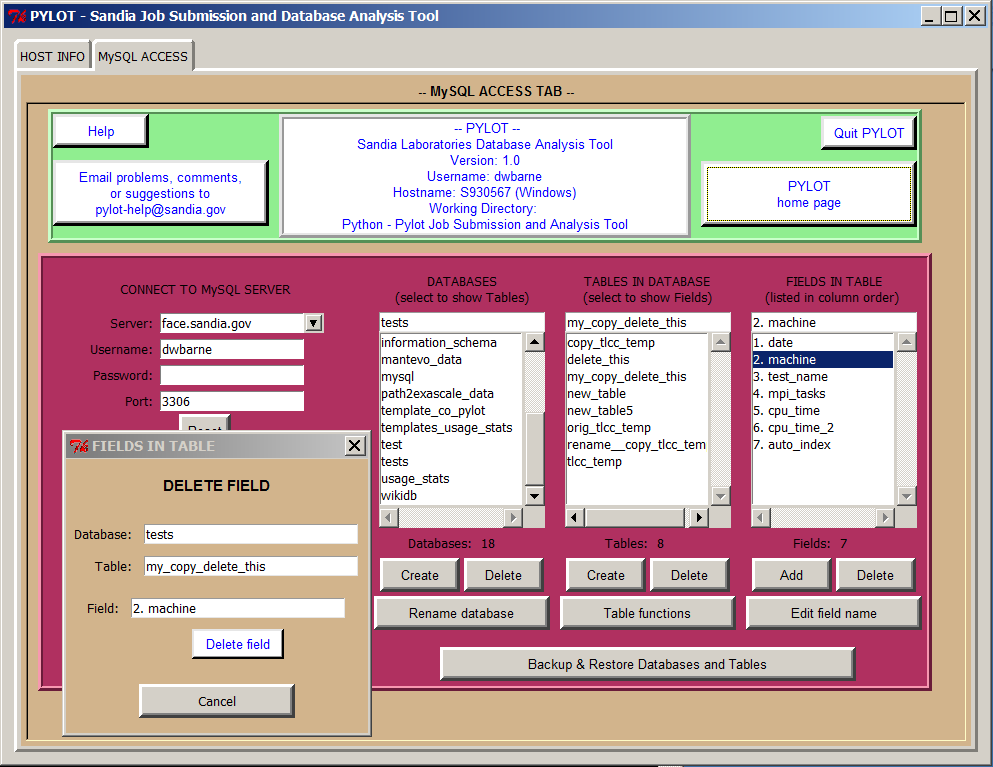 PYLOT - Sandia Job Submission and Database Analysis Tool
HOST INFO
MySQL ACCESS
-- MySQL ACCESS TAB --
Help
Email problems, comments,
or suggestions to
pylot-help@sandia.gov
-- PYLOT --
Sandia Laboratories Database Analysis Tool
Version: 1.0
Username: dwbarne
Hostname: S930567 (Windows)
Working Directory:
Python - Pylot Job Submission and Analysis Tool
Quit PYLOT
PYLOT
home page
CONNECT TO MySQL SERVER
Server: face.sandia.gov
Username: dwbarne
Password:
Port: 3306
Reset
DATABASES
(select to show Tables)
tests
information_schema
mantevo_data
mysql
path2exascale_data
template_co_pylot
templates_usage_stats
test
tests
usage_stats
wikidb
Databases: 18
Create
Delete
Rename database
TABLES IN DATABASE
(select to show Fields)
my_copy_delete_this
copy_tlcc_temp
delete_this
my_copy_delete_this
new_table
new_table5
orig_tlcc_temp
rename__copy_tlcc_tem
tlcc_temp
Tables: 8
Create
Delete
Table functions
FIELDS IN TABLE
(listed in column order)
2. machine
1. date
2. machine
3. test_name
4. mpi_tasks
5. cpu_time
6. cpu_time_2
7. auto_index
Fields: 7
Add
Delete
Edit field name
Backup & Restore Databases and Tables
FIELDS IN TABLE
DELETE FIELD
Database: tests
Table: my_copy_delete_this
Field: 2. machine
Delete field
Cancel